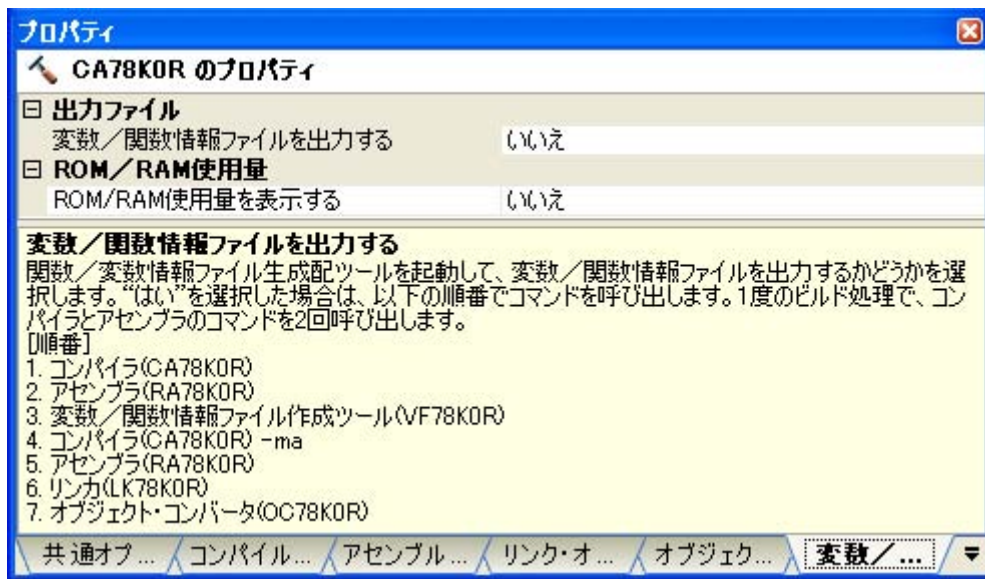 プロパティ
CA78K0R のプロパティ
出力ファイル
変数／関数情報ファイルを出力する いいえ
ROM／RAM使用量
ROM/RAM使用量を表示する いいえ
変数／関数情報ファイルを出力する
関数／変数情報ファイル生成配ツールを起動して、変数／関数情報ファイルを出力するかどうかを選
択します。“はい”を選択した場合は、以下の順番でコマンドを呼び出します。1度のビルド処理で、コン
パイラとアセンブラのコマンドを2回呼び出します。
[順番]
1. コンパイラ(CA78K0R)
2. アセンブラ(RA78K0R)
3. 変数／関数情報ファイル作成ツール(VF78K0R)
4. コンパイラ(CA78K0R) -ma
5. アセンブラ(RA78K0R)
6. リンカ(LK78K0R)
7. オブジェクト・コンバータ(OC78K0R)
共通オプ... コンパイル... アセンブル... リンク・オ... オブジェク... 変数／...